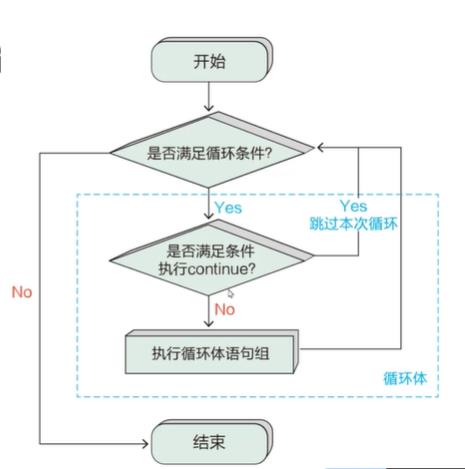 开始
是否满足循环条件?
Yes
Yes
跳过本次循环
是否满足条件
执行continue?
No
No
执行循环体语句组
循环体
结束